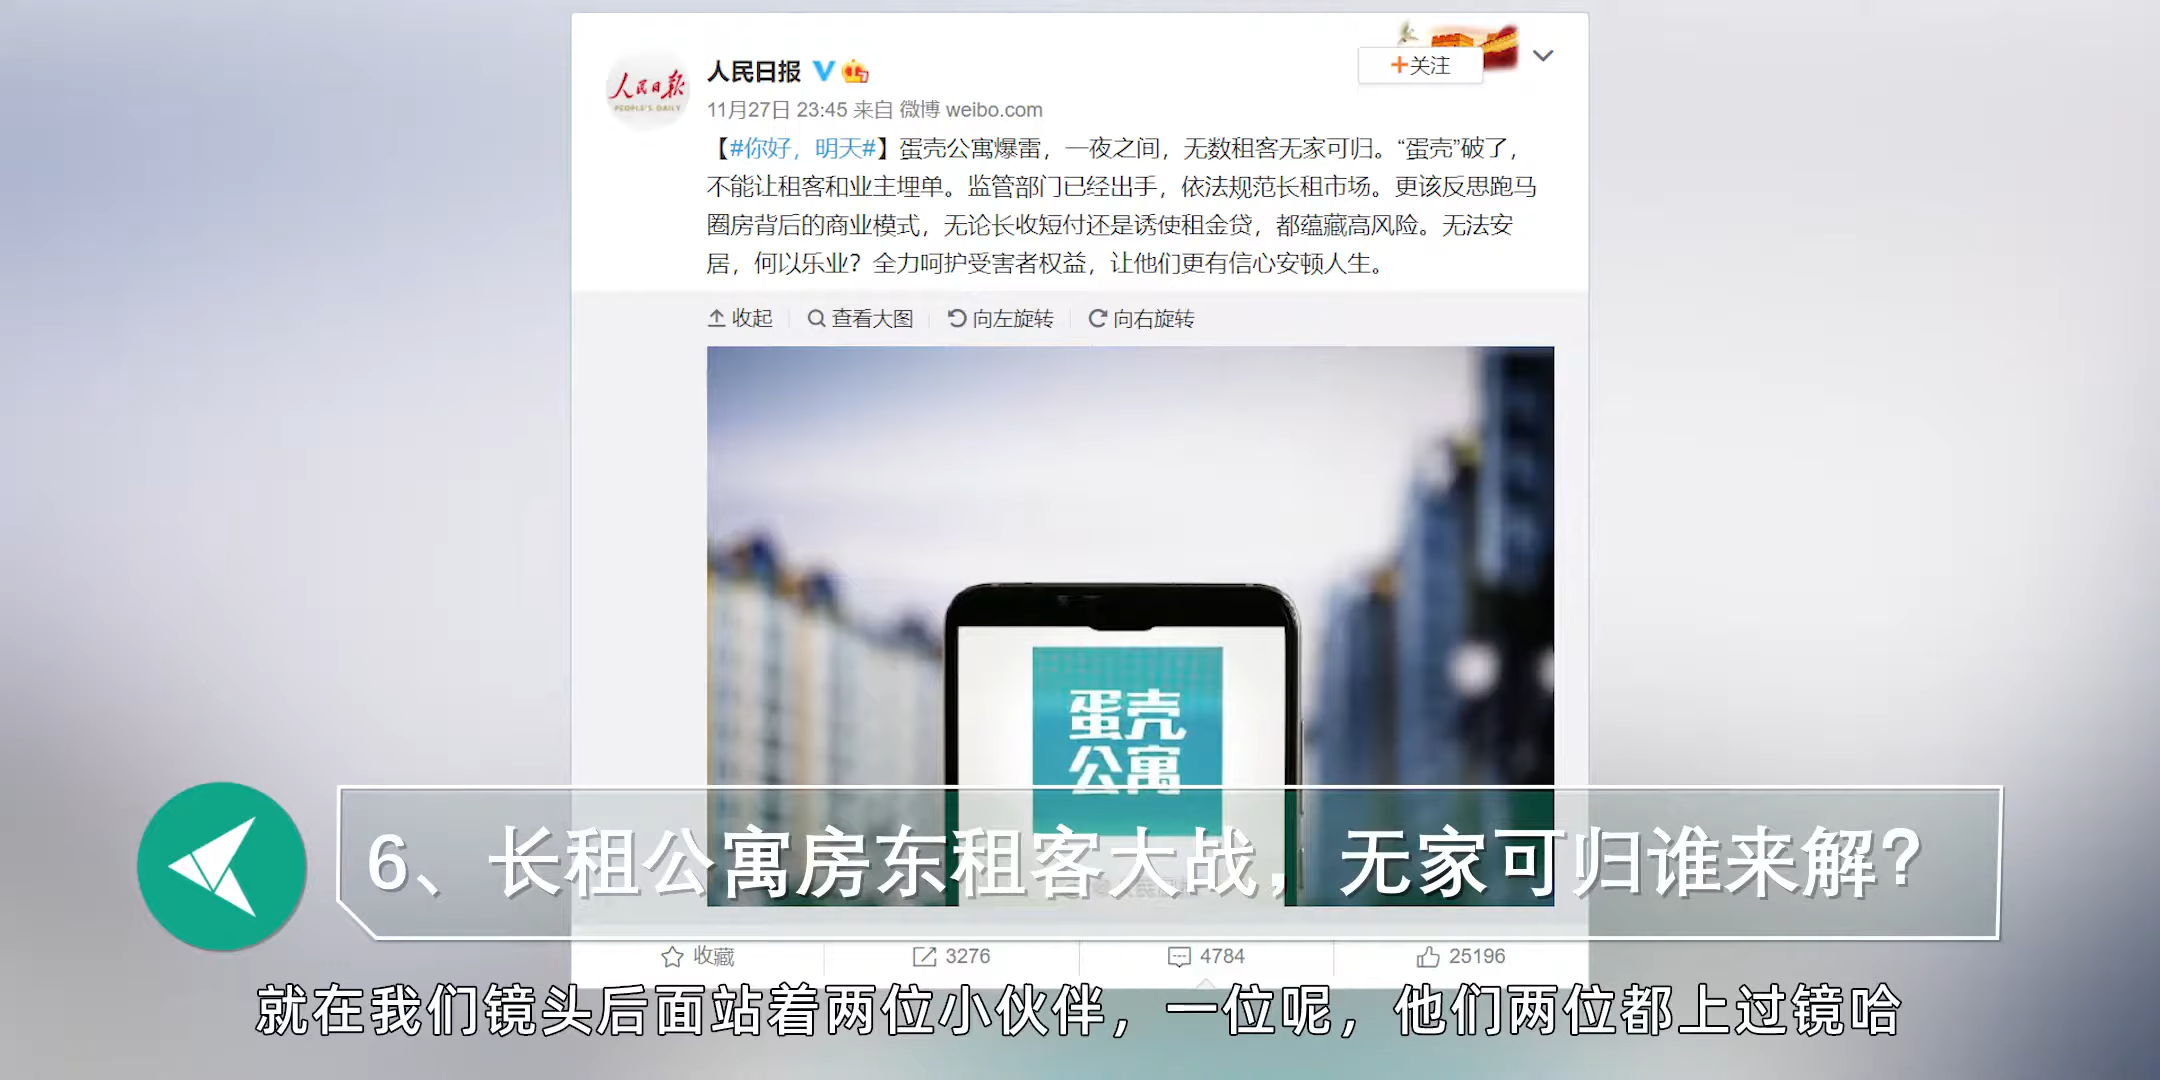 人民日报
PEOPLE'S DAILY
人民日报
+关注
11月27日 23:45 来自 微博 weibo.com
【#你好，明天#】蛋壳公寓爆雷，一夜之间，无数租客无家可归。“蛋壳”破了，
不能让租客和业主埋单。监管部门已经出手，依法规范长租市场。更该反思跑马
圈房背后的商业模式，无论长收短付还是诱使租金贷，都蕴藏高风险。无法安
居，何以乐业？全力呵护受害者权益，让他们更有信心安顿人生。
收起 查看大图 向左旋转 向右旋转
蛋壳
公寓
6、长租公寓房东租客大战，无家可归谁来解？
收藏 3276 4784 25196
就在我们镜头后面站着两位小伙伴，一位呢，他们两位都上过镜哈